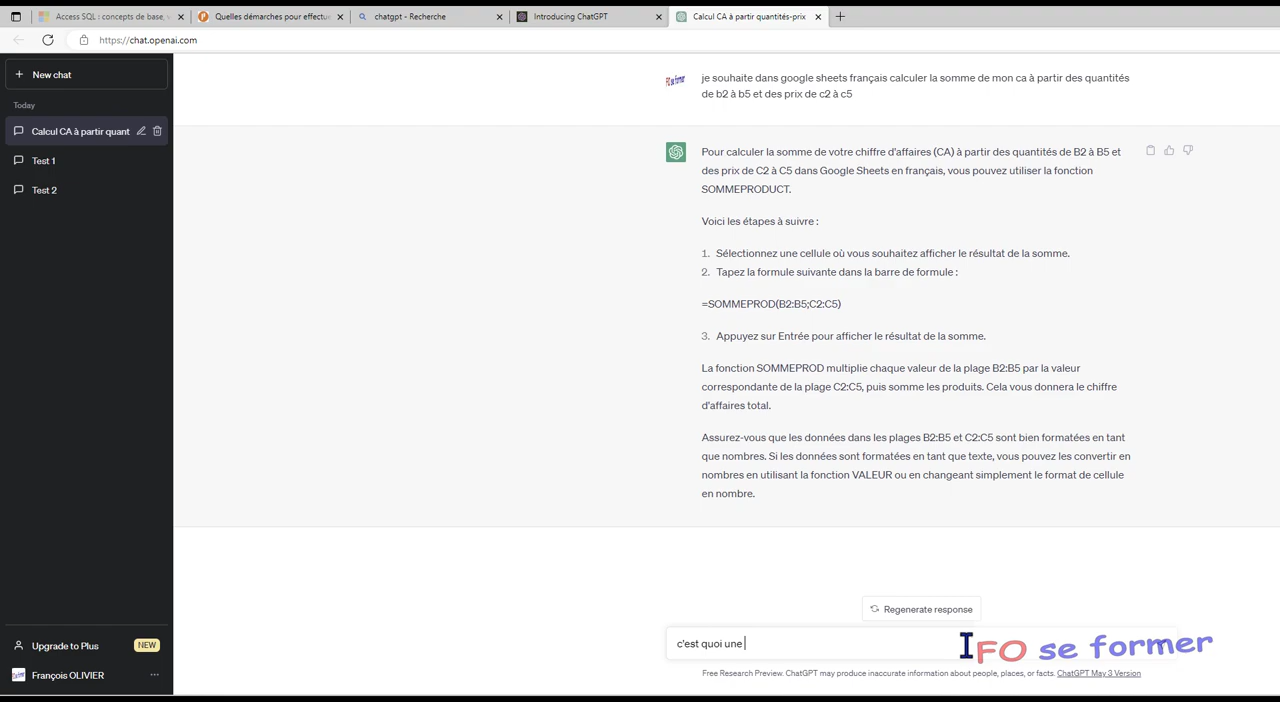 Access SQL : concepts de base, v
Quelles démarches pour effectue
chatgpt - Recherche
Introducing ChatGPT
Calcul CA à partir quantités-prix
https://chat.openai.com
New chat
Today
Calcul CA à partir quant
Test 1
Test 2
Upgrade to Plus
NEW
François OLIVIER
FO se former
je souhaite dans google sheets français calculer la somme de mon ca à partir des quantités
de b2 à b5 et des prix de c2 à c5
Pour calculer la somme de votre chiffre d'affaires (CA) à partir des quantités de B2 à B5 et
des prix de C2 à C5 dans Google Sheets en français, vous pouvez utiliser la fonction
SOMMEPRODUCT.
Voici les étapes à suivre :
1. Sélectionnez une cellule où vous souhaitez afficher le résultat de la somme.
2. Tapez la formule suivante dans la barre de formule :
=SOMMEPROD(B2:B5;C2:C5)
3. Appuyez sur Entrée pour afficher le résultat de la somme.
La fonction SOMMEPROD multiplie chaque valeur de la plage B2:B5 par la valeur
correspondante de la plage C2:C5, puis somme les produits. Cela vous donnera le chiffre
d'affaires total.
Assurez-vous que les données dans les plages B2:B5 et C2:C5 sont bien formatées en tant
que nombres. Si les données sont formatées en tant que texte, vous pouvez les convertir en
nombres en utilisant la fonction VALEUR ou en changeant simplement le format de cellule
en nombre.
Regenerate response
c'est quoi une
FO se former
Free Research Preview. ChatGPT may produce inaccurate information about people, places, or facts. ChatGPT May 3 Version